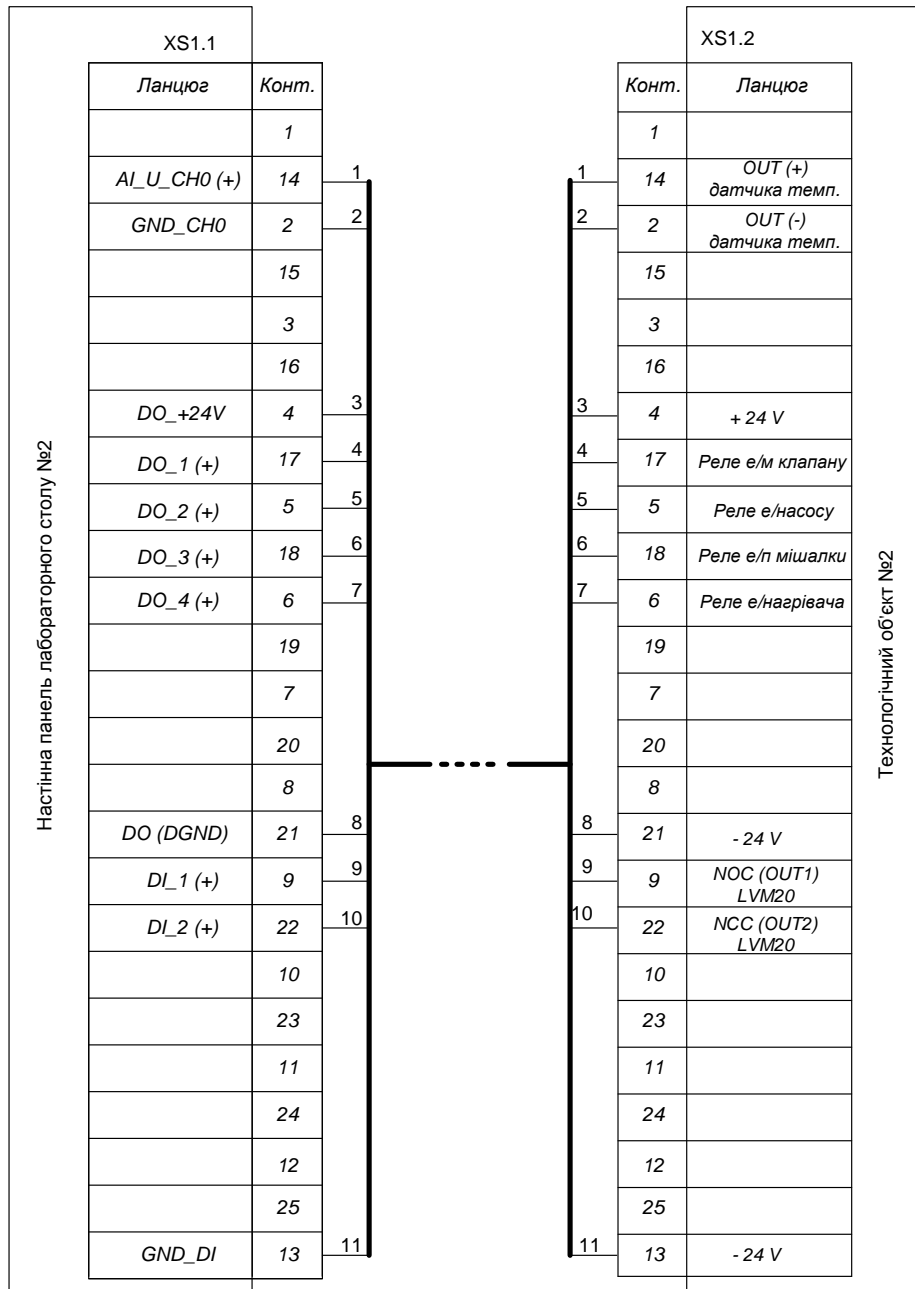 XS1.1
Ланцюг Конт.
1
AI_U_CH0 (+) 14 1
GND_CH0 2 2
15
3
16
DO_+24V 4 3
DO_1 (+) 17 4
DO_2 (+) 5 5
DO_3 (+) 18 6
DO_4 (+) 6 7
19
7
20
8
DO (DGND) 21 8
DI_1 (+) 9 9
DI_2 (+) 22 10
10
23
11
24
12
25
GND_DI 13 11
Настінна панель лабораторного столу №2
XS1.2
Конт. Ланцюг
1
1 14 OUT (+)
датчика темп.
2 2 OUT (-)
датчика темп.
15
3
16
3 4 + 24 V
4 17 Реле е/м клапану
5 5 Реле е/насосу
6 18 Реле е/п мішалки
7 6 Реле е/нагрівача
19
7
20
8
8 21 - 24 V
9 9 NOC (OUT1)
LVM20
10 22 NCC (OUT2)
LVM20
10
23
11
24
12
25
11 13 - 24 V
Технологічний об'єкт №2